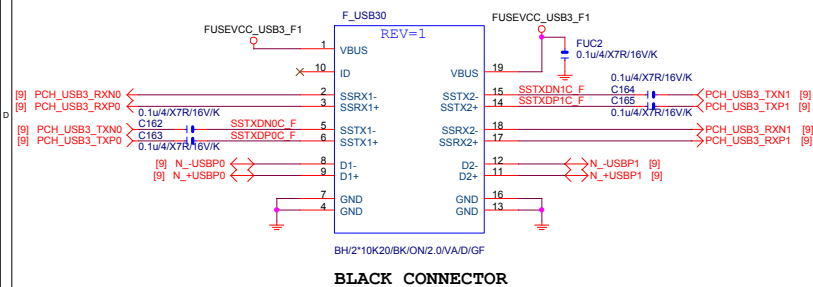 F_USB30
FUSEVCC_USB3_F1
FUSEVCC_USB3_F1
REV=1
FUC2
0.1u/4/X7R/16V/K
1
VBUS
10
ID
VBUS
19
0.1u/4/X7R/16V/K
[9] PCH_USB3_RXN0
2
SSRX1-
SSTX2-
15
SSTXDN1C_F
C164
PCH_USB3_TXN1 [9]
[9] PCH_USB3_RXP0
3
SSRX1+
SSTX2+
14
SSTXDP1C_F
C165
PCH_USB3_TXP1 [9]
0.1u/4/X7R/16V/K
0.1u/4/X7R/16V/K
D
[9] PCH_USB3_TXN0
C162
SSTXDN0C_F
5
SSTX1-
SSRX2-
18
PCH_USB3_RXN1 [9]
[9] PCH_USB3_TXP0
C163
SSTXDP0C_F
6
SSTX1+
SSRX2+
17
PCH_USB3_RXP1 [9]
0.1u/4/X7R/16V/K
[9] N_-USBP0
8
D1-
D2-
12
N_-USBP1 [9]
[9] N_+USBP0
9
D1+
D2+
11
N_+USBP1 [9]
7
GND
GND
16
4
GND
GND
13
BH/2*10K20/BK/ON/2.0/VA/D/GF
BLACK CONNECTOR